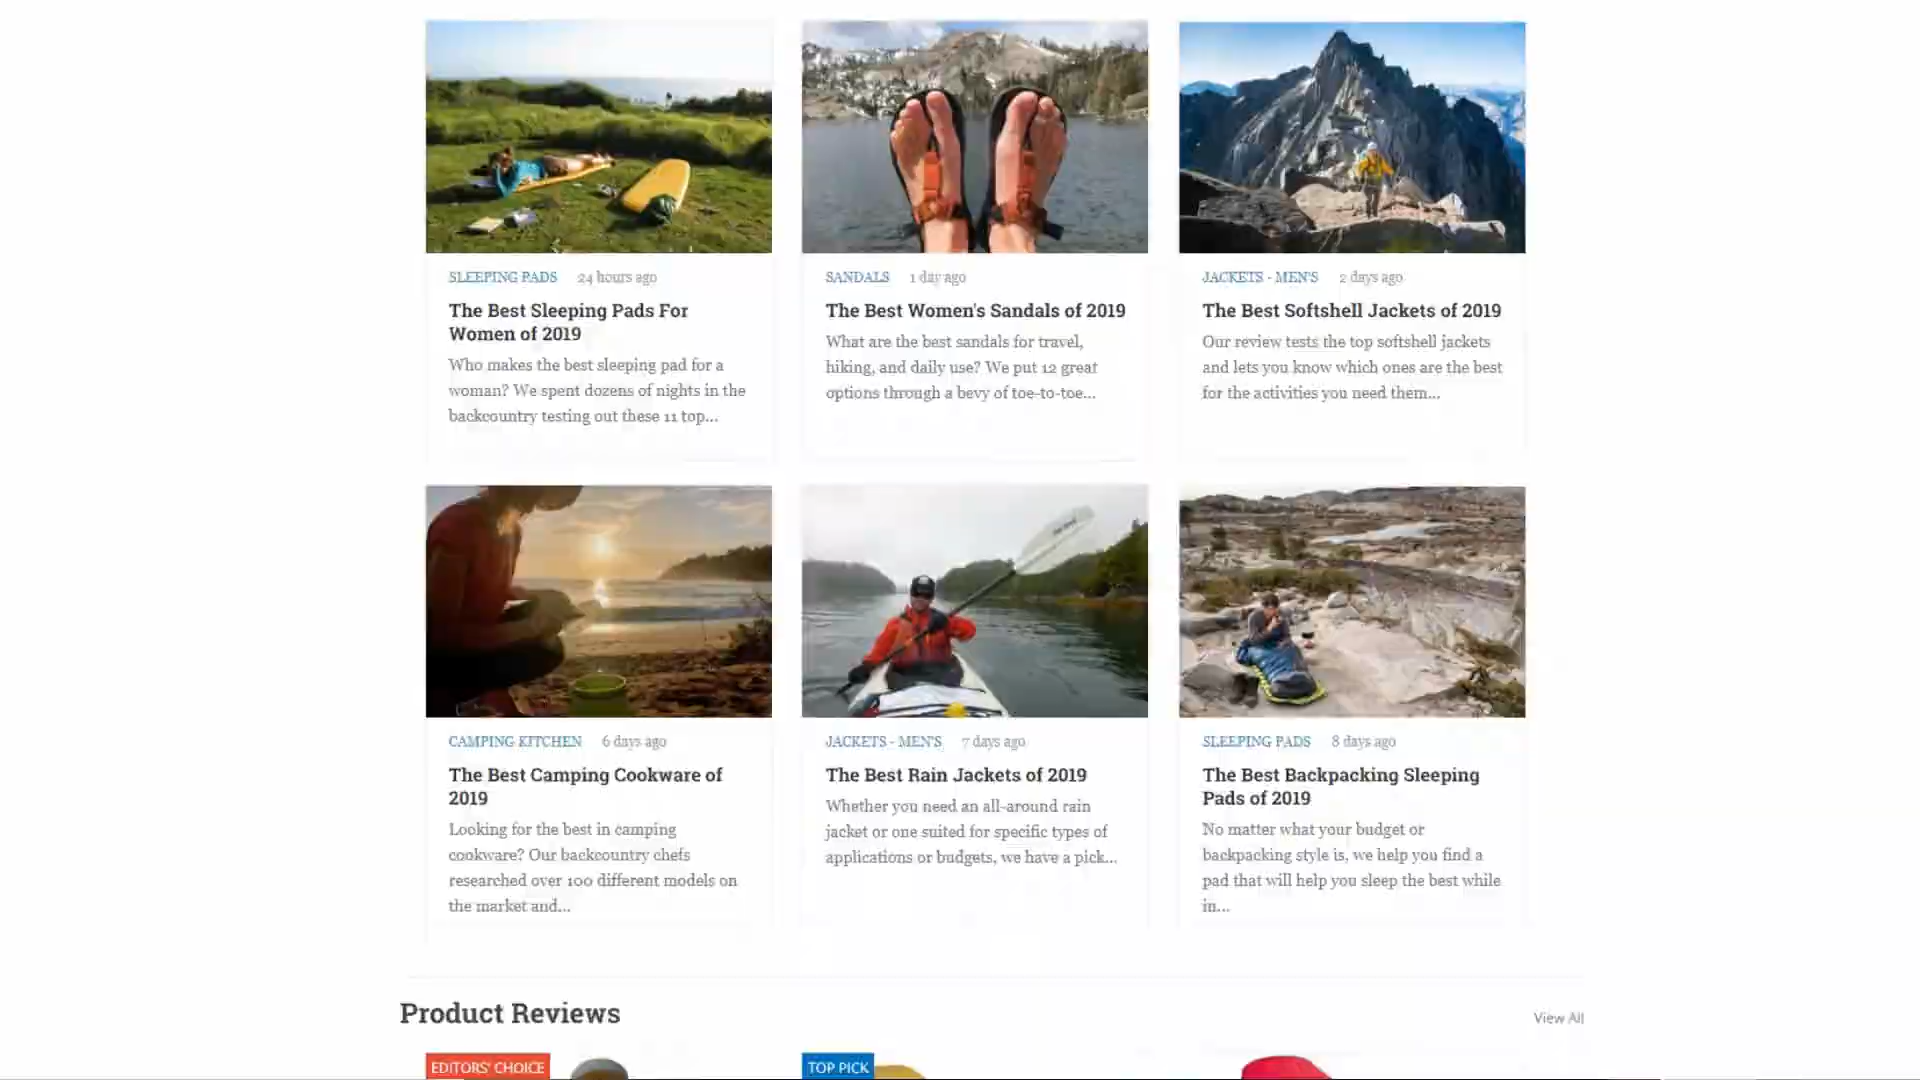 SLEEPING PADS 24 hours ago
The Best Sleeping Pads For
Women of 2019
Who makes the best sleeping pad for a
woman? We spent dozens of nights in the
backcountry testing out these 11 top...
SANDALS 1 day ago
The Best Women's Sandals of 2019
What are the best sandals for travel,
hiking, and daily use? We put 12 great
options through a bevy of toe-to-toe...
JACKETS - MEN'S 2 days ago
The Best Softshell Jackets of 2019
Our review tests the top softshell jackets
and lets you know which ones are the best
for the activities you need them...
CAMPING KITCHEN 6 days ago
The Best Camping Cookware of
2019
Looking for the best in camping
cookware? Our backcountry chefs
researched over 100 different models on
the market and...
JACKETS - MEN'S 7 days ago
The Best Rain Jackets of 2019
Whether you need an all-around rain
jacket or one suited for specific types of
applications or budgets, we have a pick...
SLEEPING PADS 8 days ago
The Best Backpacking Sleeping
Pads of 2019
No matter what your budget or
backpacking style is, we help you find a
pad that will help you sleep the best while
in...
Product Reviews
View All
EDITORS' CHOICE
TOP PICK